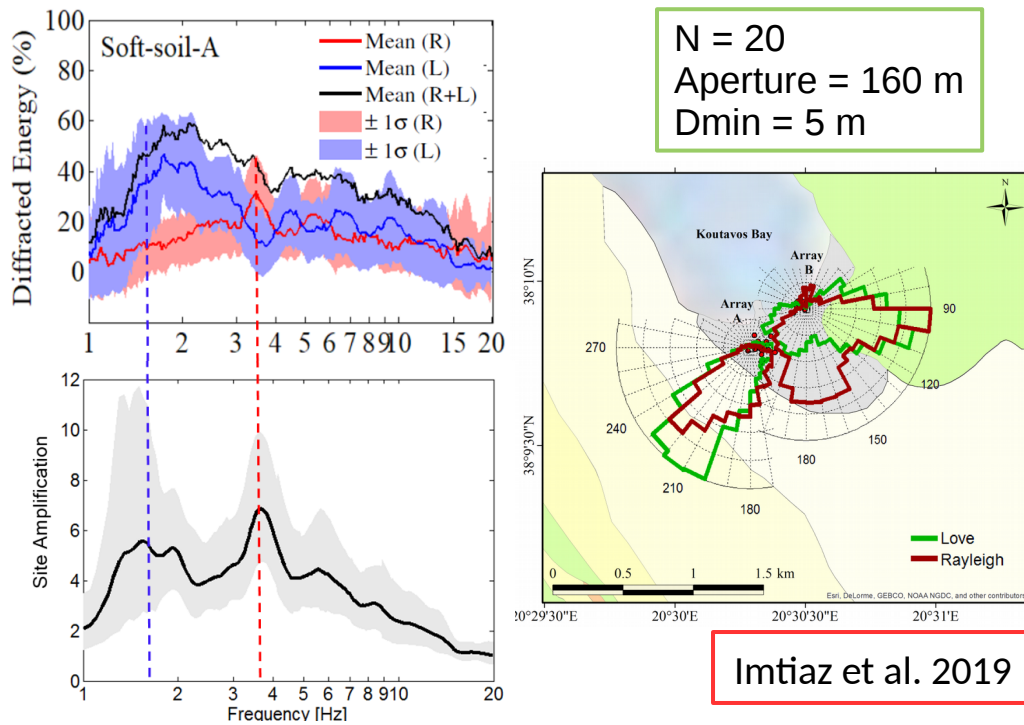 100
80
60
40
20
0
Diffracted Energy (%)
Soft-soil-A
Mean (R)
Mean (L)
Mean (R+L)
± 1σ (R)
± 1σ (L)
1 2 3 4 5 6 7 8 9 10 15 20
12
10
8
6
4
2
0
Site Amplification
1 2 3 4 5 6 7 8 9 10 20
Frequency [Hz]
N = 20
Aperture = 160 m
Dmin = 5 m
N
Koutavos Bay
Array
B
Array
A
38°10'N
38°9'30"N
270
90
120
240
150
180
210
180
Love
Rayleigh
0 0.5 1 1.5 km
Esri, DeLorme, GEBCO, NOAA NGDC, and other contributors
20°29'30"E 20°30'E 20°30'30"E 20°31'E
Imtiaz et al. 2019